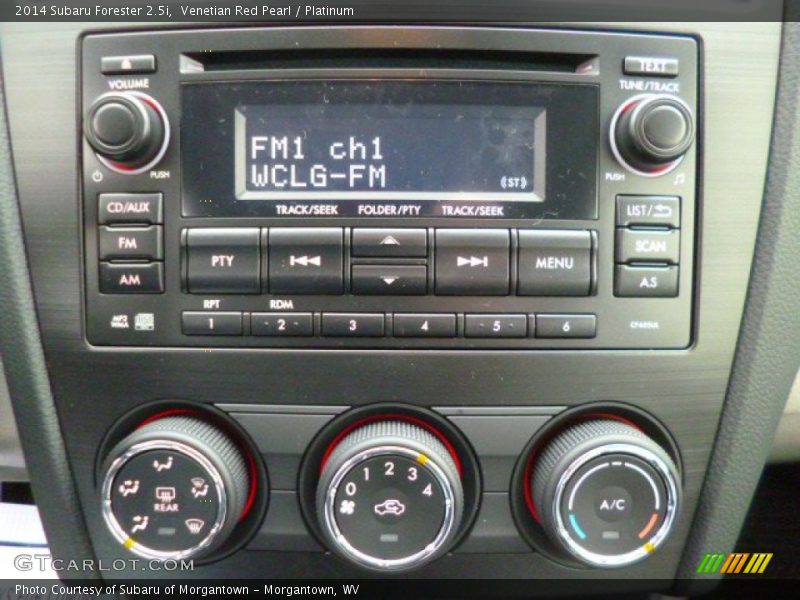 2014 Subaru Forester 2.5i,  Venetian Red Pearl / Platinum
TEXT
VOLUME
TUNE/TRACK
FM1 ch1
WCLG-FM
(ST)
PUSH
PUSH
TRACK/SEEK FOLDER/PTY TRACK/SEEK
CD/AUX
LIST/
FM
PTY
MENU
SCAN
AM
A.S
RPT
RDM
MP3
WMA
1 2 3 4 5 6
0 1 2 3 4
REAR
A/C
GTCARLOT.COM
Photo Courtesy of Subaru of Morgantown – Morgantown, WV